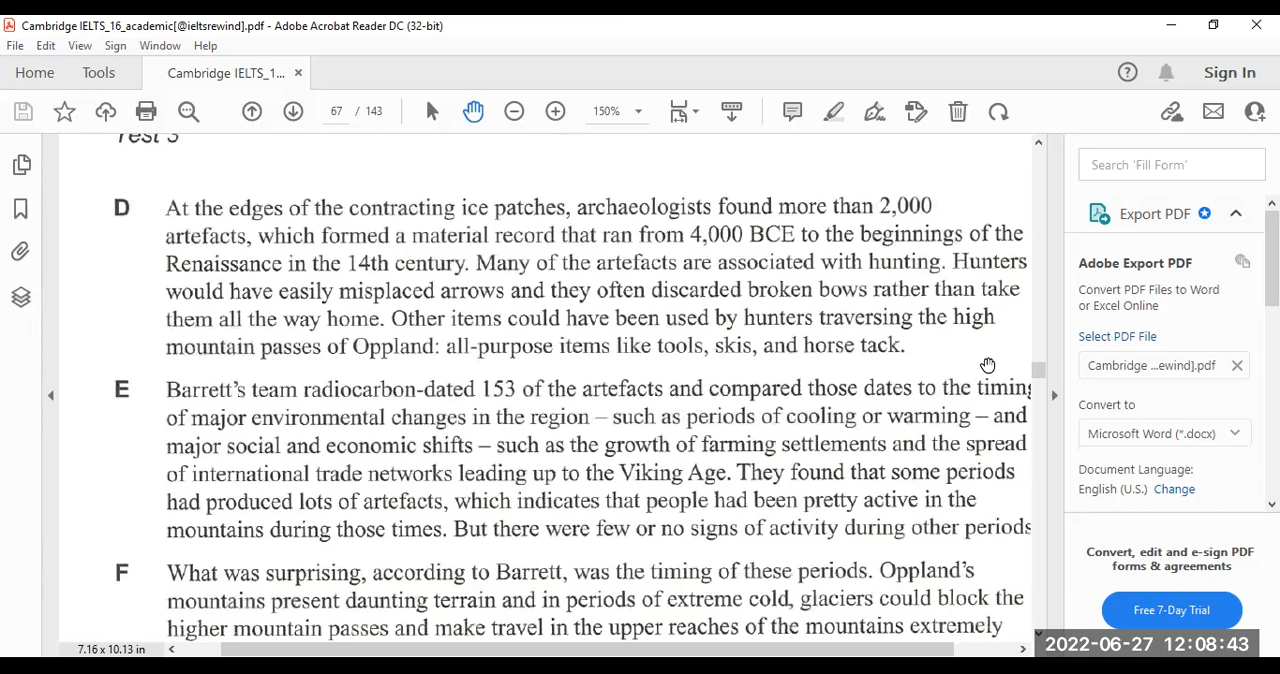 Cambridge IELTS_16_academic[@ieltsrewind].pdf - Adobe Acrobat Reader DC (32-bit)
File Edit View Sign Window Help
Home Tools Cambridge IELTS_1... × Sign In
67 / 143 150%
Test 3
D At the edges of the contracting ice patches, archaeologists found more than 2,000
artefacts, which formed a material record that ran from 4,000 BCE to the beginnings of the
Renaissance in the 14th century. Many of the artefacts are associated with hunting. Hunters
would have easily misplaced arrows and they often discarded broken bows rather than take
them all the way home. Other items could have been used by hunters traversing the high
mountain passes of Oppland: all-purpose items like tools, skis, and horse tack.
E Barrett's team radiocarbon-dated 153 of the artefacts and compared those dates to the timing
of major environmental changes in the region – such as periods of cooling or warming – and
major social and economic shifts – such as the growth of farming settlements and the spread
of international trade networks leading up to the Viking Age. They found that some periods
had produced lots of artefacts, which indicates that people had been pretty active in the
mountains during those times. But there were few or no signs of activity during other periods
F What was surprising, according to Barrett, was the timing of these periods. Oppland's
mountains present daunting terrain and in periods of extreme cold, glaciers could block the
higher mountain passes and make travel in the upper reaches of the mountains extremely
7.16 x 10.13 in
Search 'Fill Form'
Export PDF
Adobe Export PDF
Convert PDF Files to Word
or Excel Online
Select PDF File
Cambridge ...ewind].pdf
Convert to
Microsoft Word (*.docx)
Document Language:
English (U.S.) Change
Convert, edit and e-sign PDF
forms & agreements
Free 7-Day Trial
2022-06-27 12:08:43